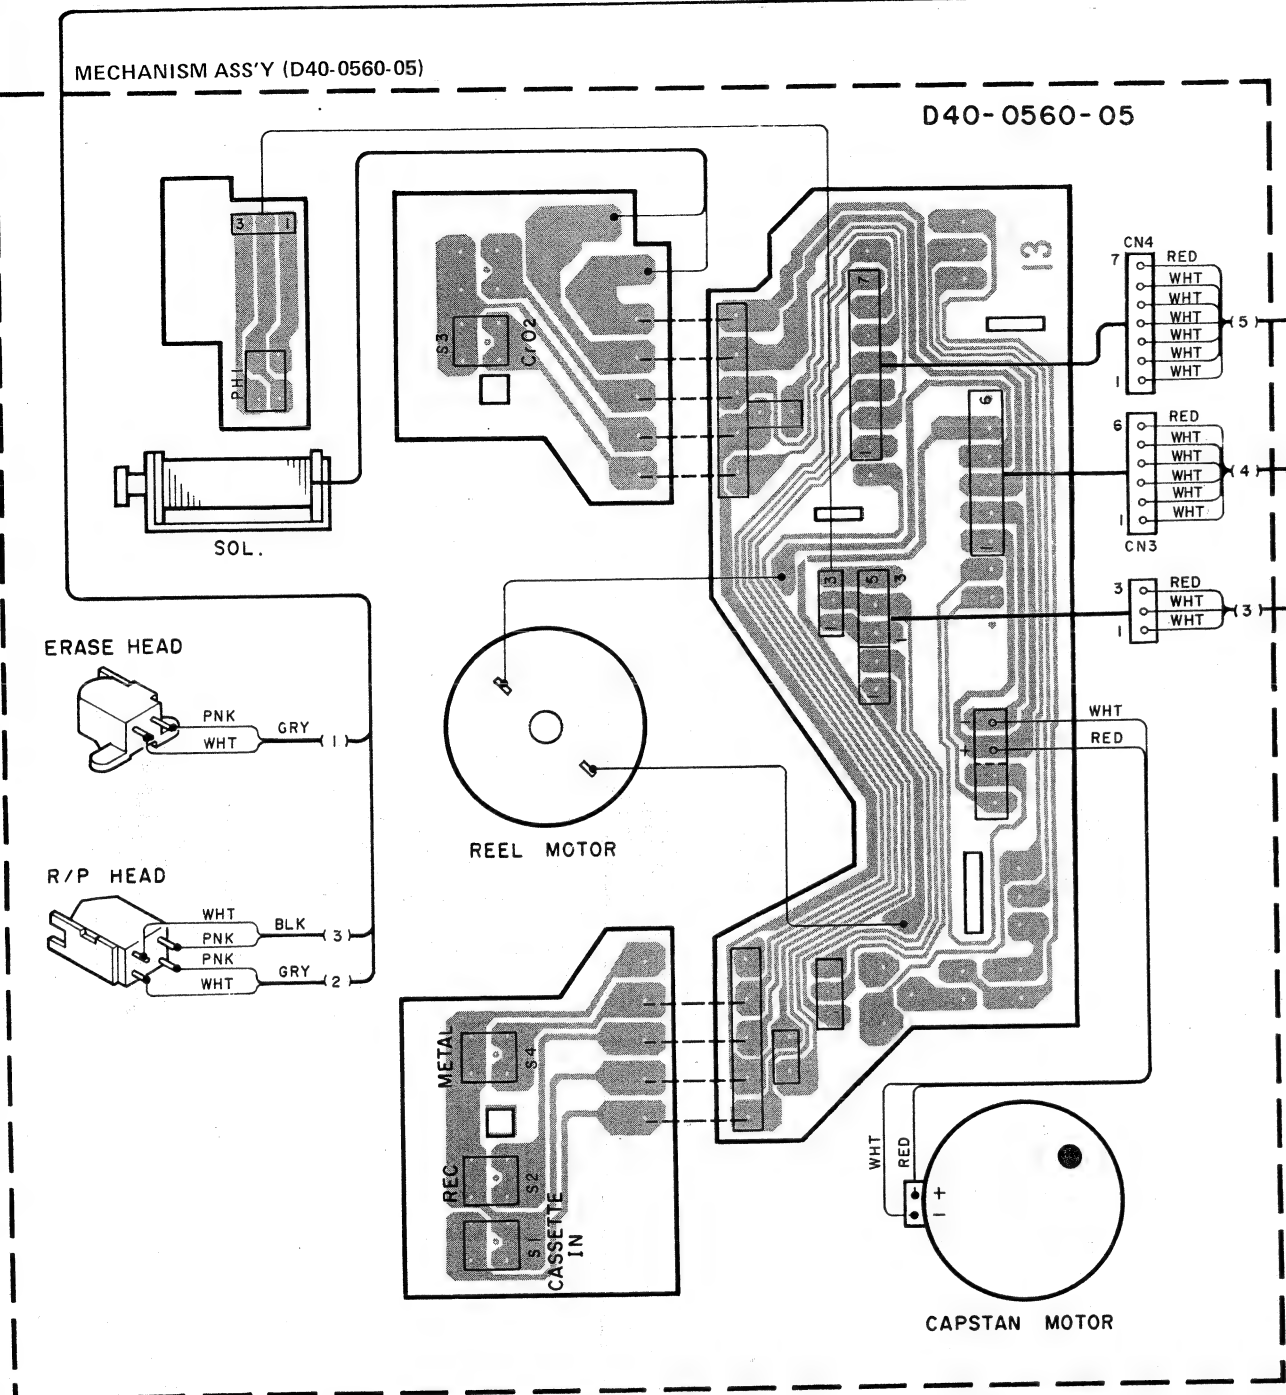 MECHANISM ASS'Y (D40-0560-05)
D40-0560-05
3 1
PH1
SOL.
S3
CrO2
13
7
1
6
1
CN4
7 RED
WHT
WHT
WHT (5)
WHT
WHT
1 WHT
6 RED
WHT
WHT
WHT (4)
WHT
1 WHT
CN3
3 RED
WHT (3)
1 WHT
3
1
5
3
1
1
ERASE HEAD
PNK
WHT
GRY (1)
REEL MOTOR
- WHT
+ RED
R/P HEAD
WHT
PNK
BLK (3)
PNK
WHT
GRY (2)
METAL
S4
REC
S2
S1
CASSETTE
IN
WHT
RED
+
-
CAPSTAN MOTOR